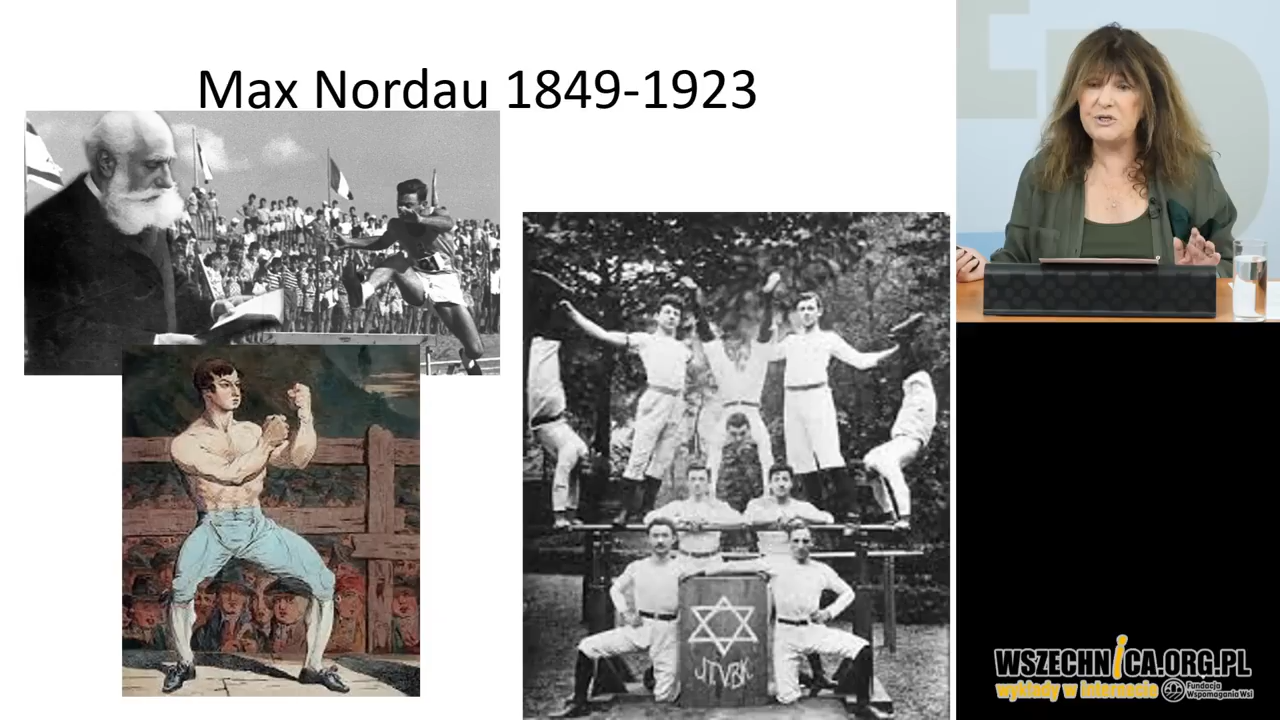 Max Nordau 1849-1923
JTVBK
WSZECHNICA.ORG.PL
wykłady w internecie
Fundacja
Wspomagania Wsi